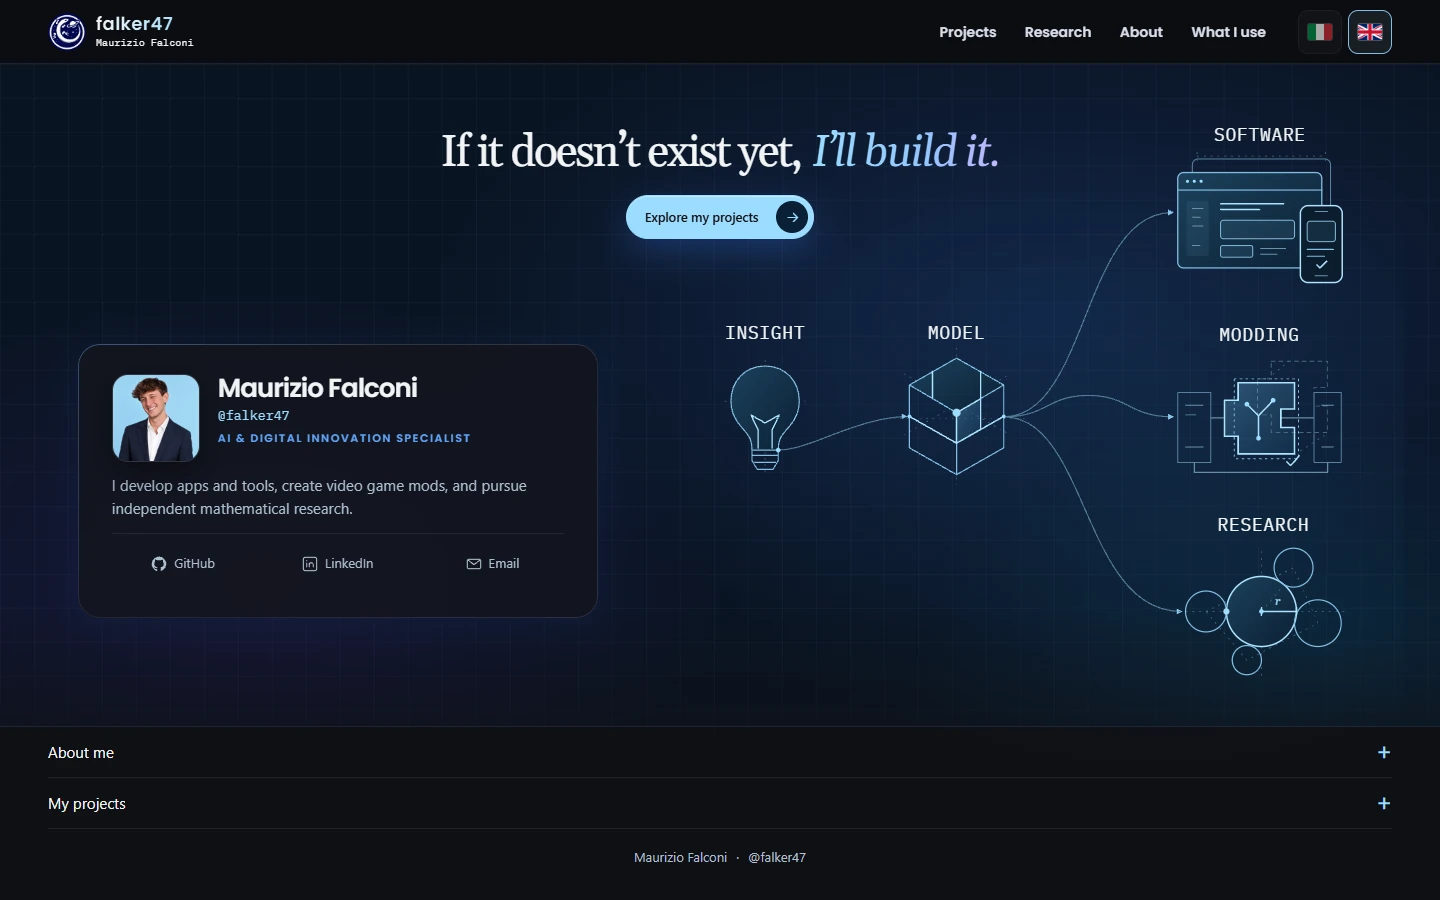 falker47
Maurizio Falconi
Projects
Research
About
What I use
If it doesn’t exist yet, I’ll build it.
Explore my projects
SOFTWARE
INSIGHT
MODEL
MODDING
Maurizio Falconi
@falker47
AI & DIGITAL INNOVATION SPECIALIST
I develop apps and tools, create video game mods, and pursue
independent mathematical research.
GitHub
LinkedIn
Email
RESEARCH
r
About me
My projects
Maurizio Falconi · @falker47